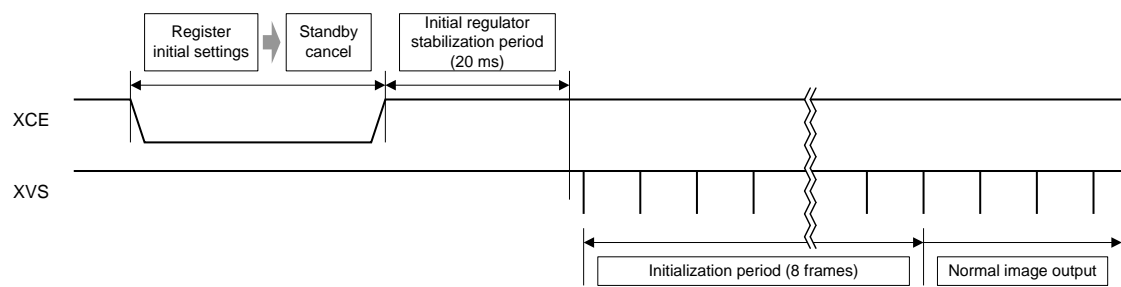 Register
initial settings
Standby
cancel
Initial regulator
stabilization period
(20 ms)
XCE
XVS
Initialization period (8 frames)
Normal image output